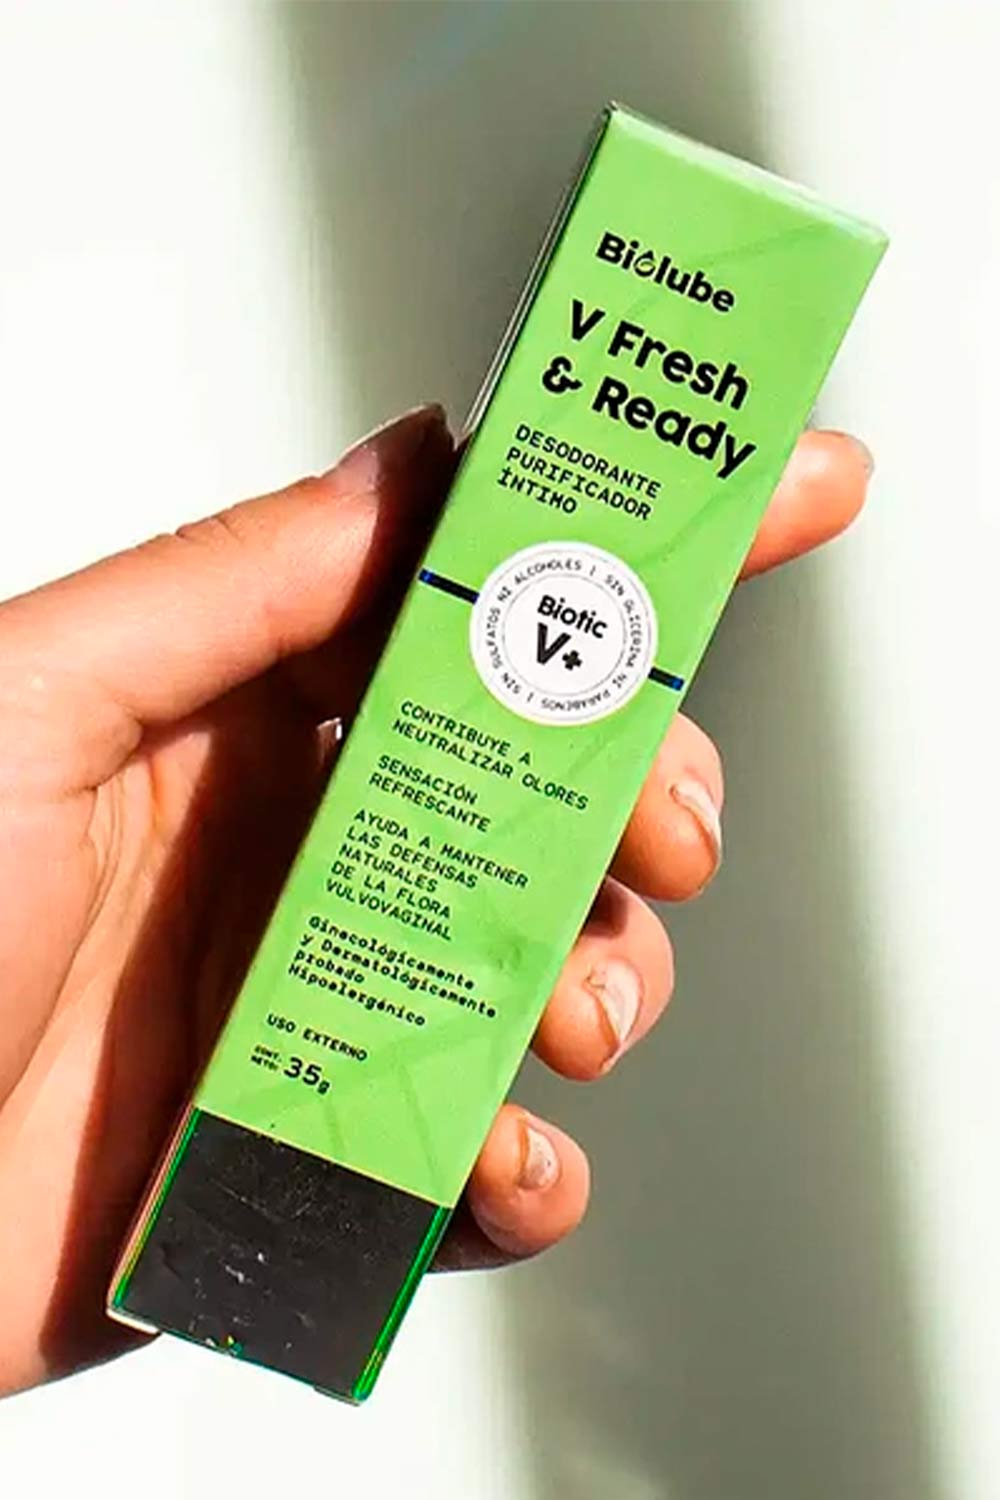 Biolube
V Fresh
& Ready
DESODORANTE
PURIFICADOR
ÍNTIMO
SIN SULFATOS NI ALCOHOLES | SIN GLICERINA NI PARABENOS |
Biotic
V+
CONTRIBUYE A
NEUTRALIZAR OLORES
SENSACIÓN
REFRESCANTE
AYUDA A MANTENER
LAS DEFENSAS
NATURALES
DE LA FLORA
VULVOVAGINAL
Ginecológicamente
y Dermatológicamente
probado
Hipoalergénico
USO EXTERNO
CONT.
NETO: 35g